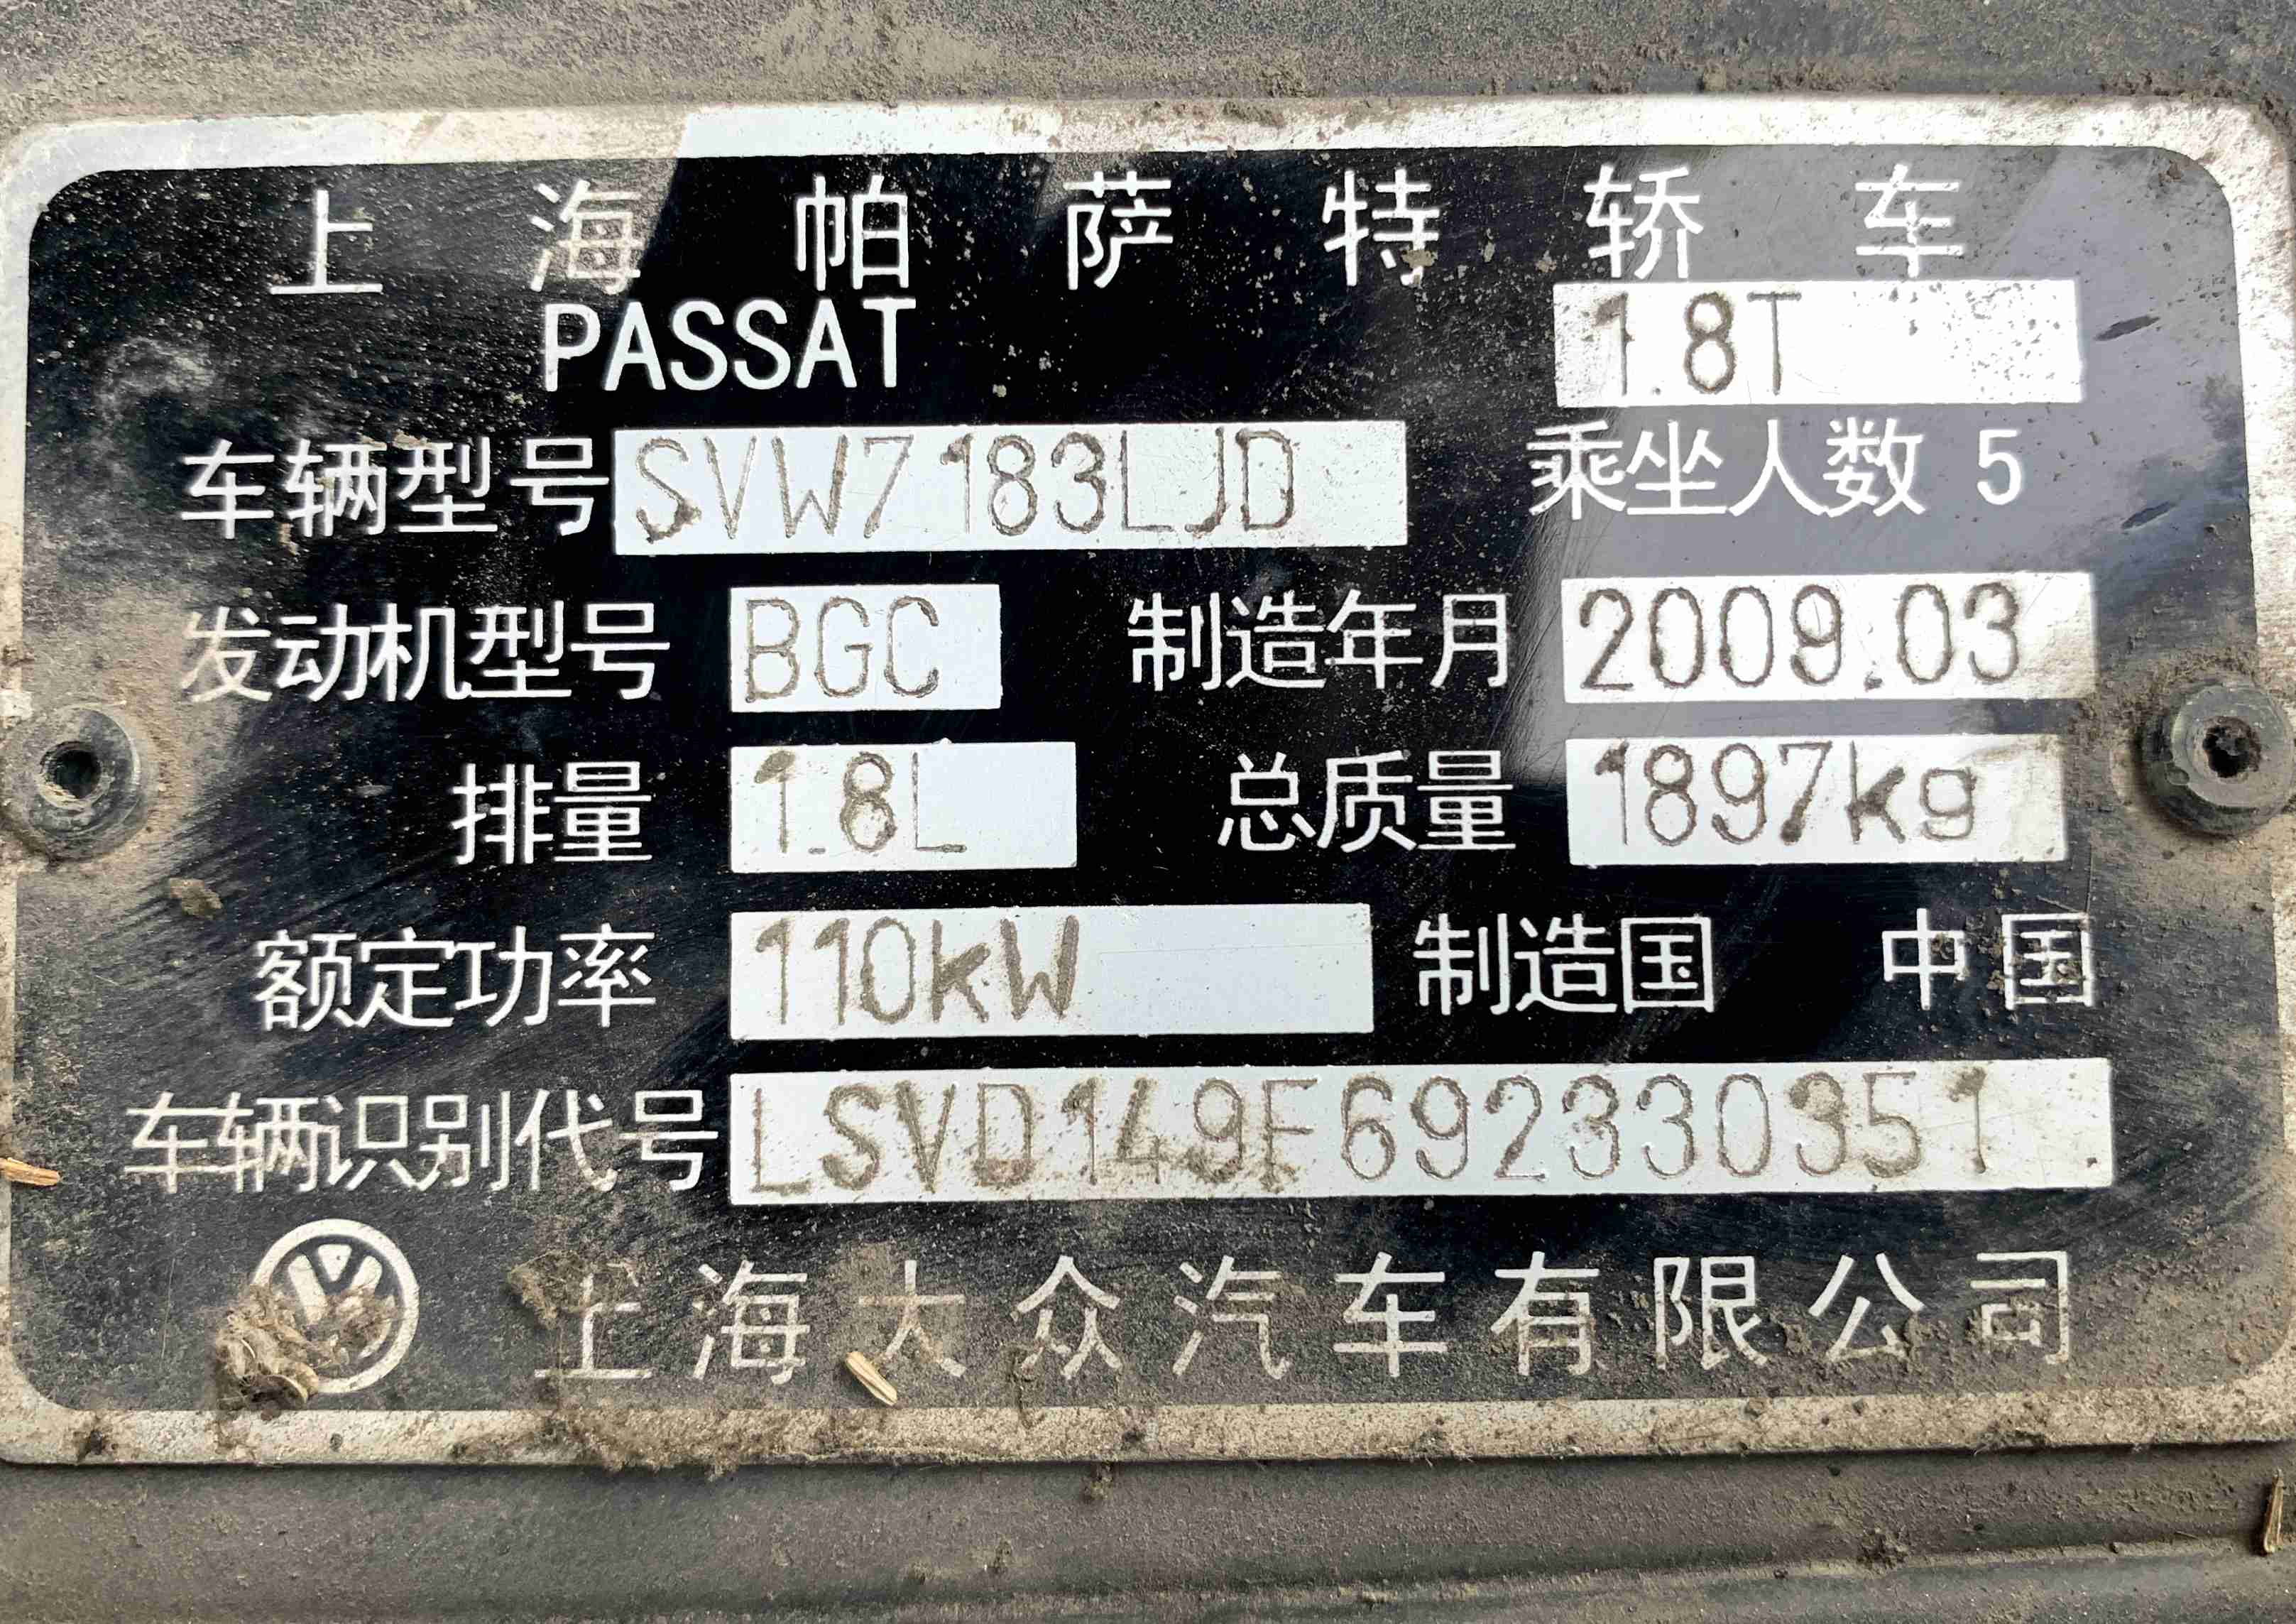 上海帕萨特轿车
PASSAT 1.8T
车辆型号 SVW7183LJD 乘坐人数 5
发动机型号 BGC 制造年月 2009.03
排量 1.8L 总质量 1897kg
额定功率 110kW 制造国 中国
车辆识别代号 LSVD149F692330351
上海大众汽车有限公司